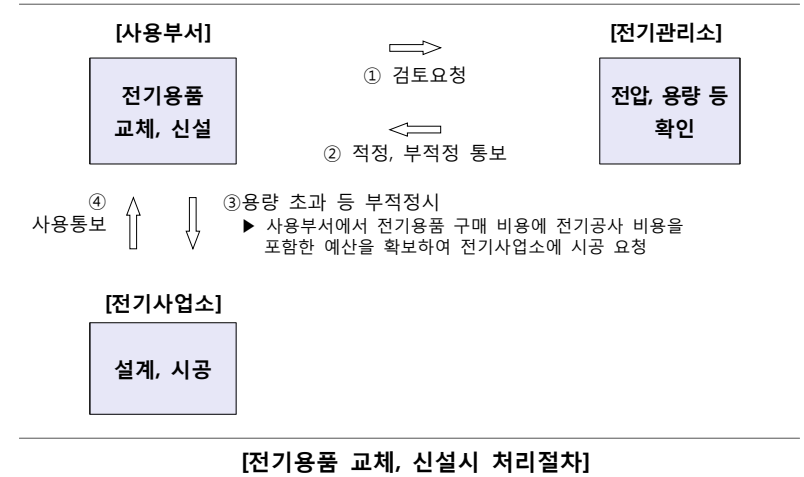 [사용부서]
[전기관리소]
전기용품
교체, 신설
① 검토요청
전압, 용량 등
확인
② 적정, 부적정 통보
④
사용통보
③용량 초과 등 부적정시
▶ 사용부서에서 전기용품 구매 비용에 전기공사 비용을
포함한 예산을 확보하여 전기사업소에 시공 요청
[전기사업소]
설계, 시공
[전기용품 교체, 신설시 처리절차]